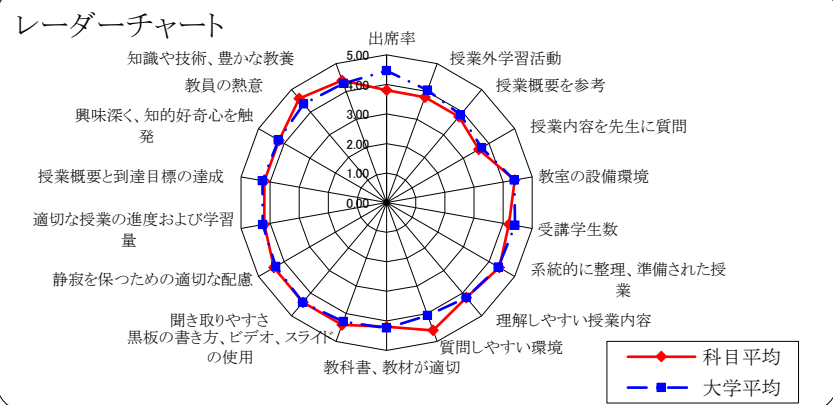 レーダーチャート
出席率
授業外学習活動
授業概要を参考
授業内容を先生に質問
教室の設備環境
受講学生数
系統的に整理、準備された授
業
理解しやすい授業内容
質問しやすい環境
教科書、教材が適切
黒板の書き方、ビデオ、スライド
の使用
聞き取りやすさ
静寂を保つための適切な配慮
適切な授業の進度および学習
量
授業概要と到達目標の達成
興味深く、知的好奇心を触
発
教員の熱意
知識や技術、豊かな教養
5.00
4.00
3.00
2.00
1.00
0.00
科目平均
大学平均